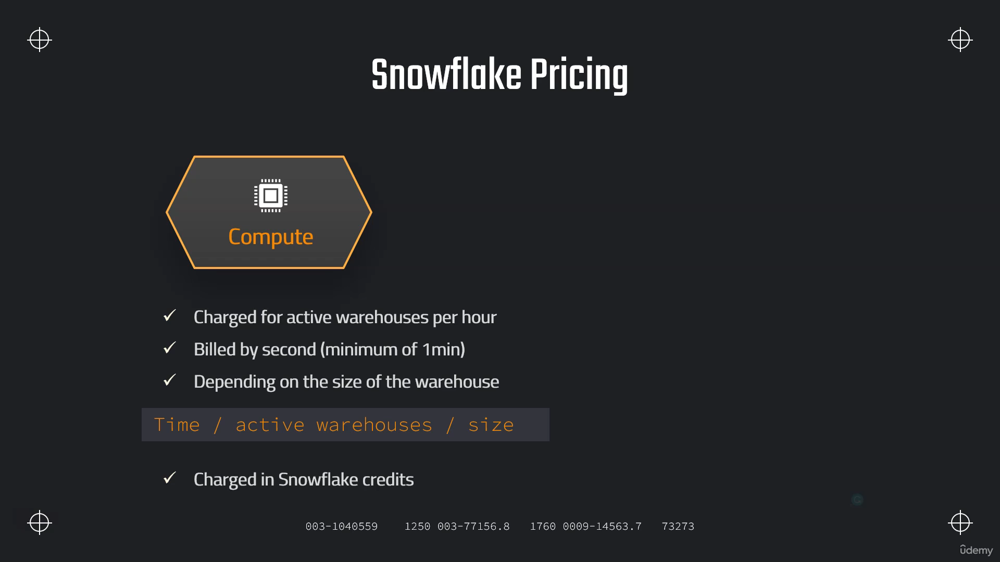 Snowflake Pricing
Compute
✓ Charged for active warehouses per hour
✓ Billed by second (minimum of 1min)
✓ Depending on the size of the warehouse
Time / active warehouses / size
✓ Charged in Snowflake credits
003-1040559 1250 003-77156.8 1760 0009-14563.7 73273
ûdemy